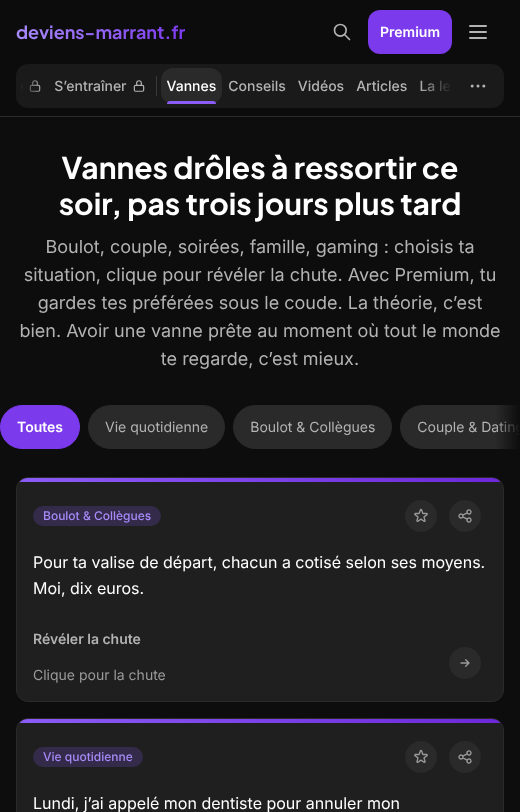 deviens-marrant.fr
Premium
S’entraîner
Vannes
Conseils
Vidéos
Articles
La le
Vannes drôles à ressortir ce
soir, pas trois jours plus tard
Boulot, couple, soirées, famille, gaming : choisis ta
situation, clique pour révéler la chute. Avec Premium, tu
gardes tes préférées sous le coude. La théorie, c’est
bien. Avoir une vanne prête au moment où tout le monde
te regarde, c’est mieux.
Toutes
Vie quotidienne
Boulot & Collègues
Couple & Dating
Boulot & Collègues
Pour ta valise de départ, chacun a cotisé selon ses moyens.
Moi, dix euros.
Révéler la chute
Clique pour la chute
Vie quotidienne
Lundi, j’ai appelé mon dentiste pour annuler mon